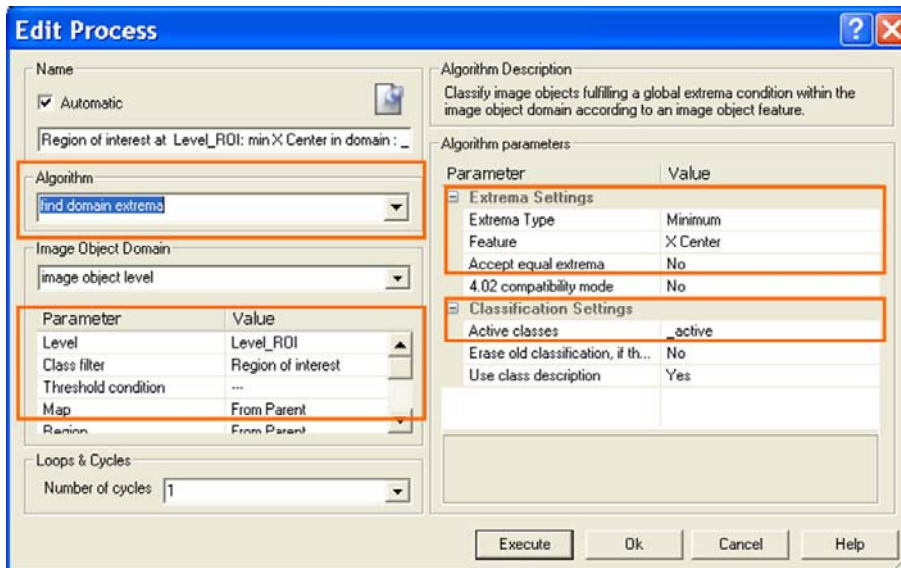 Edit Process
Name
Automatic
Region of interest at Level_ROI: min X Center in domain : _
Algorithm
find domain extrema
Image Object Domain
image object level
Parameter Value
Level Level_ROI
Class filter Region of interest
Threshold condition ---
Map From Parent
Region From Parent
Loops & Cycles
Number of cycles 1
Algorithm Description
Classify image objects fulfilling a global extrema condition within the
image object domain according to an image object feature.
Algorithm parameters
Parameter Value
Extrema Settings
Extrema Type Minimum
Feature X Center
Accept equal extrema No
4.02 compatibility mode No
Classification Settings
Active classes _active
Erase old classification, if th... No
Use class description Yes
Execute Ok Cancel Help